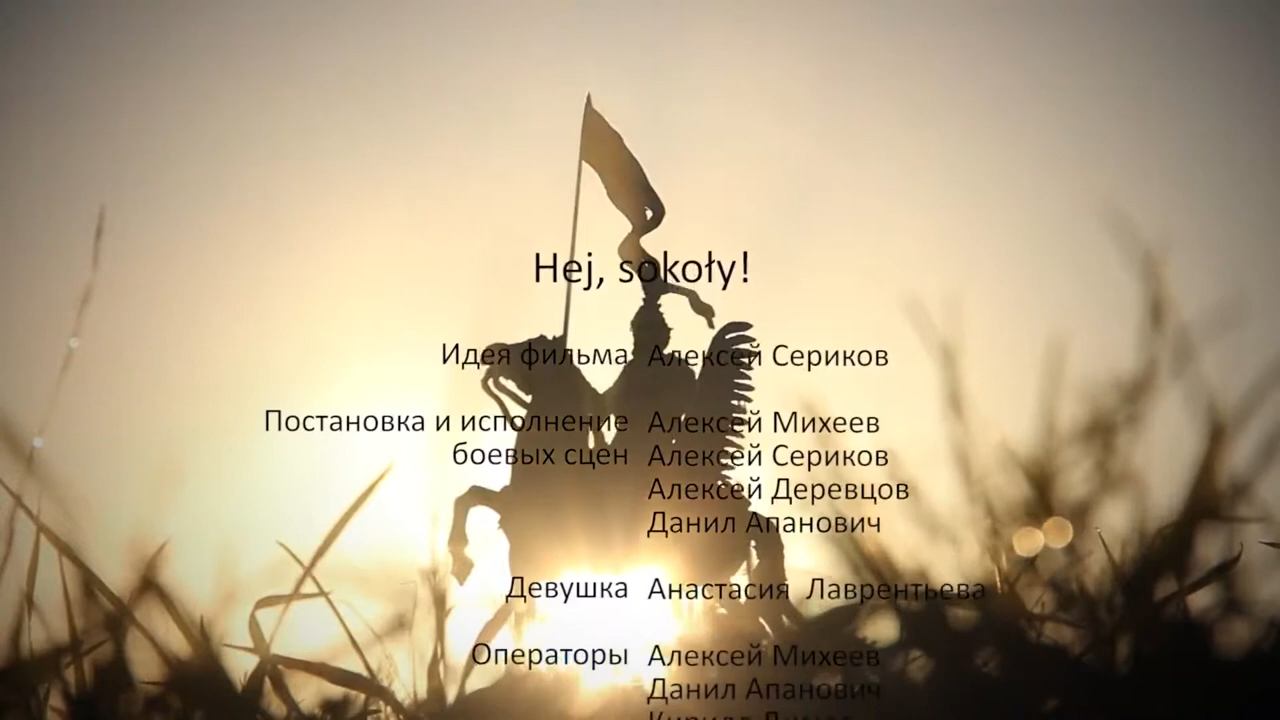 Hej, sokoły!
Идея фильма Алексей Сериков
Постановка и исполнение Алексей Михеев
боевых сцен Алексей Сериков
Алексей Деревцов
Данил Апанович
Девушка Анастасия Лаврентьева
Операторы Алексей Михеев
Данил Апанович